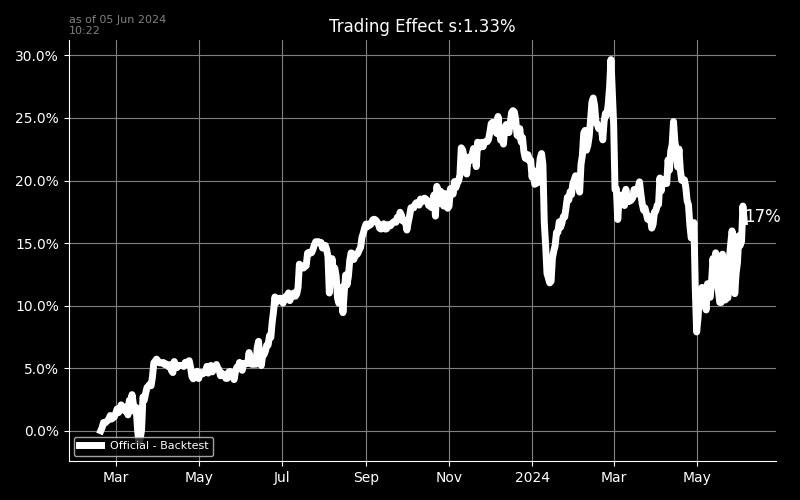 as of 05 Jun 2024
10:22
Trading Effect s:1.33%
30.0%
25.0%
20.0%
15.0%
10.0%
5.0%
0.0%
17%
Official - Backtest
Mar May Jul Sep Nov 2024 Mar May